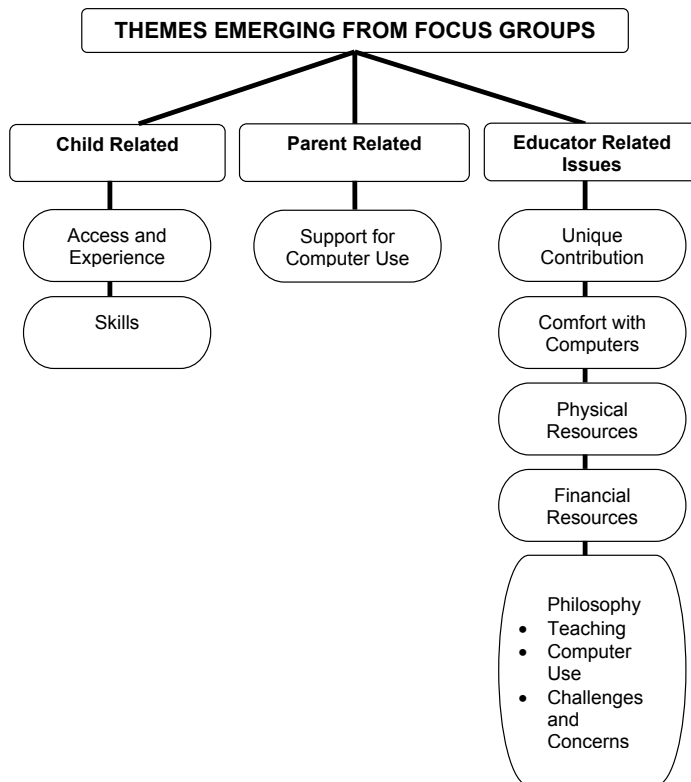 THEMES EMERGING FROM FOCUS GROUPS
Child Related
Access and
Experience
Skills
Parent Related
Support for
Computer Use
Educator Related
Issues
Unique
Contribution
Comfort with
Computers
Physical
Resources
Financial
Resources
Philosophy
• Teaching
• Computer
Use
• Challenges
and
Concerns